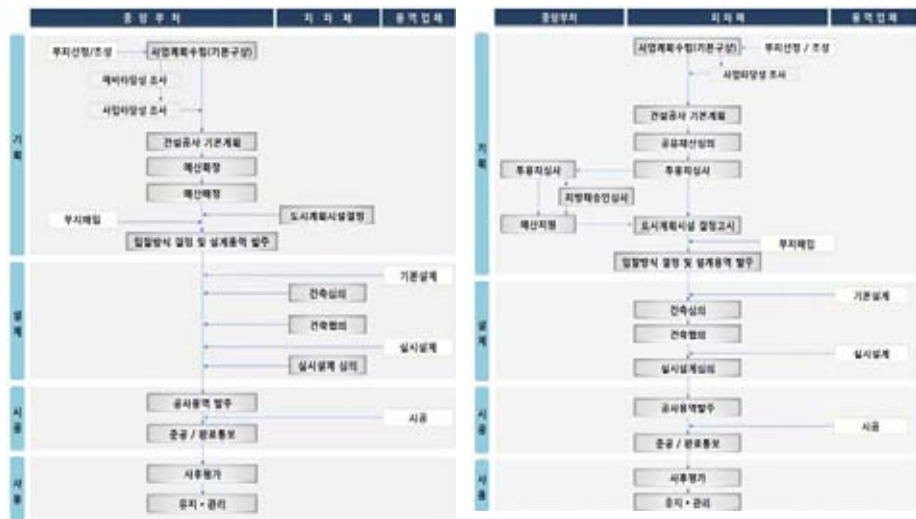 중앙부처 지자체 용역업체
기획
부지선정/조성 사업계획수립(기본구상)
예비타당성 조사
사업타당성 조사
건설공사 기본계획
예산확정
예산배정
도시계획시설결정
부지매입
입찰방식 결정 및 설계용역 발주
설계
기본설계
건축심의
건축협의
실시설계
실시설계 심의
시공
공사용역 발주
시공
준공 / 완료통보
사용
사후평가
유지·관리
중앙부처 지자체 용역업체
기획
사업계획수립(기본구상) 부지선정 / 조성
사업타당성 조사
건설공사 기본계획
공유재산심의
투융자심사 투융자심사
지방채승인심사
예산지원 도시계획시설 결정고시
부지매입
입찰방식 결정 및 설계용역 발주
설계
기본설계
건축심의
건축협의
실시설계
실시설계심의
시공
공사용역발주
시공
준공 / 완료통보
사용
사후평가
유지·관리